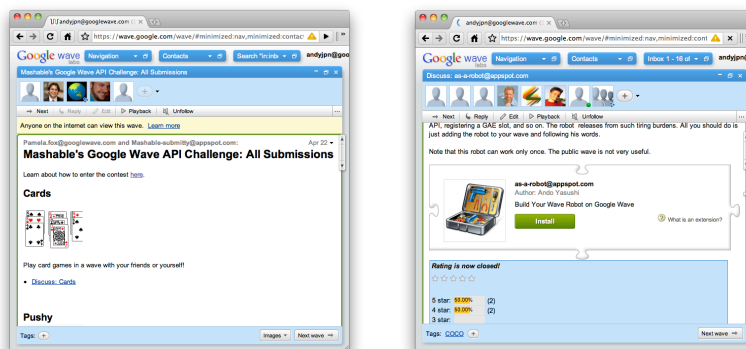 andyjpn@googlewave.com
https://wave.google.com/wave/#minimized:nav,minimized:contact
Google wave
labs
Navigation
Contacts
Search "in:inb
andyjpn@goo
Mashable's Google Wave API Challenge: All Submissions
Next Reply Edit Playback Unfollow
Anyone on the internet can view this wave. Learn more
Pamela.fox@googlewave.com and Mashable-submitty@appspot.com: Apr 22
Mashable's Google Wave API Challenge: All Submissions
Learn about how to enter the contest here.
Cards
Play card games in a wave with your friends or yourself!
• Discuss: Cards
Pushy
Tags: Images Next wave
andyjpn@googlewave.com
https://wave.google.com/wave/#minimized:nav,minimized:cont
Google wave
labs
Navigation
Contacts
Inbox 1 - 16 of
andyjpn@
Discuss: as-a-robot@appspot.com
Next Reply Edit Playback Unfollow
API, registering a GAE slot, and so on. The robot releases from such tiring burdens. All you should do is
just adding the robot to your wave and following his words.
Note that this robot can work only once. The public wave is not very useful.
as-a-robot@appspot.com
Author: Ando Yasushi
Build Your Wave Robot on Google Wave
Install
What is an extension?
Rating is now closed!
5 star: 50.00% (2)
4 star: 50.00% (2)
3 star:
Tags: COCO Next wave